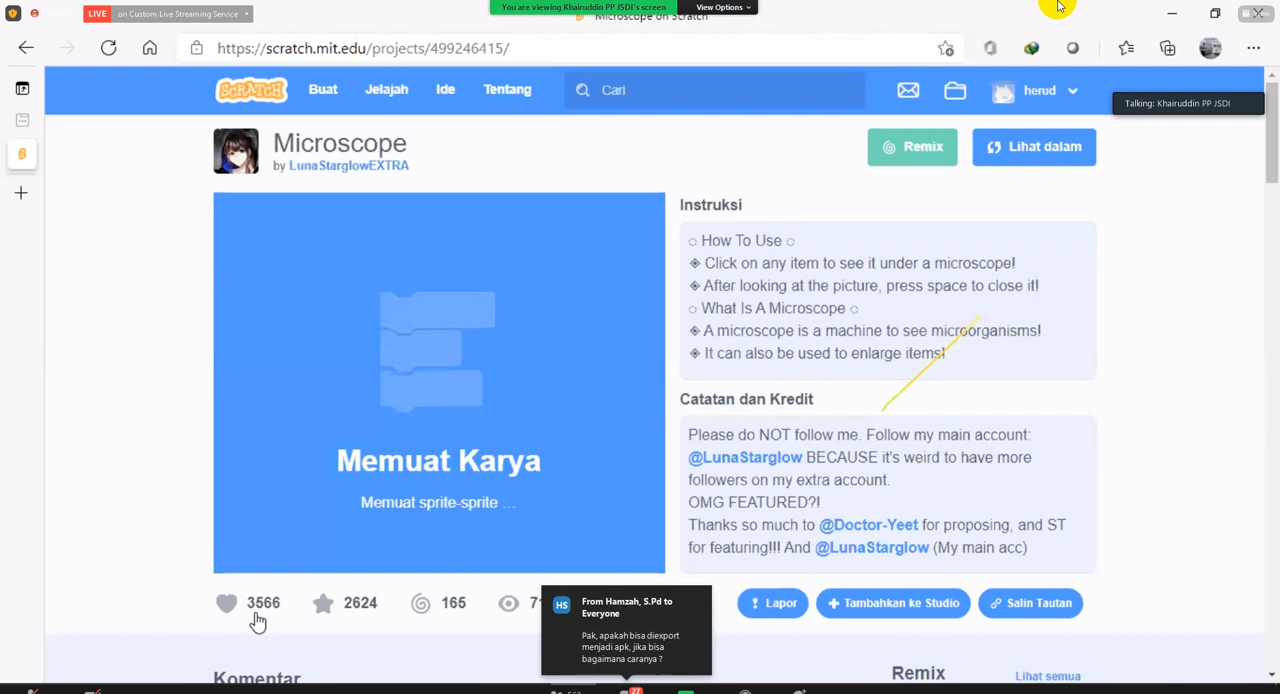 LIVE on Custom Live Streaming Service
You are viewing Khairuddin PP JSDI's screen View Options
Microscope on Scratch
https://scratch.mit.edu/projects/499246415/
SCRATCH Buat Jelajah Ide Tentang Cari herud
Talking: Khairuddin PP JSDI
Microscope
by LunaStarglowEXTRA
Remix Lihat dalam
Memuat Karya
Memuat sprite-sprite ...
Instruksi
◌ How To Use ◌
◈ Click on any item to see it under a microscope!
◈ After looking at the picture, press space to close it!
◌ What Is A Microscope ◌
◈ A microscope is a machine to see microorganisms!
◈ It can also be used to enlarge items!
Catatan dan Kredit
Please do NOT follow me. Follow my main account:
@LunaStarglow BECAUSE it's weird to have more
followers on my extra account.
OMG FEATURED?!
Thanks so much to @Doctor-Yeet for proposing, and ST
for featuring!!! And @LunaStarglow (My main acc)
3566 2624 165
Lapor Tambahkan ke Studio Salin Tautan
HS From Hamzah, S.Pd to
Everyone
Pak, apakah bisa diexport
menjadi apk, jika bisa
bagaimana caranya ?
Komentar
Remix Lihat semua
27